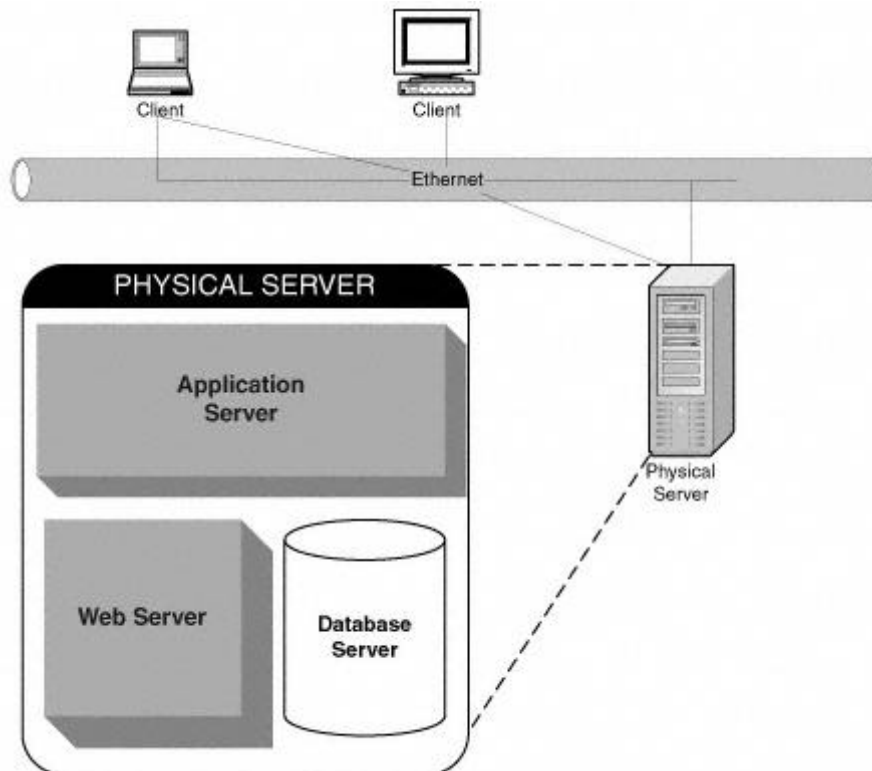 Client
Client
Ethernet
PHYSICAL SERVER
Application
Server
Physical
Server
Web Server
Database
Server